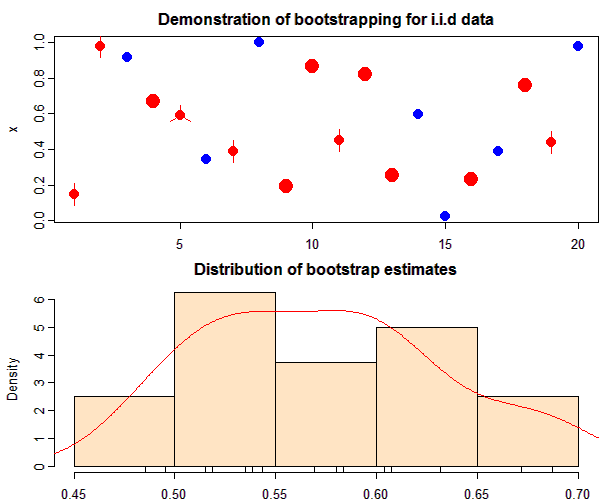 Demonstration of bootstrapping for i.i.d data
x
1.0
0.8
0.6
0.4
0.2
0.0
5 10 15 20
Distribution of bootstrap estimates
Density
6
5
4
3
2
1
0
0.45 0.50 0.55 0.60 0.65 0.70